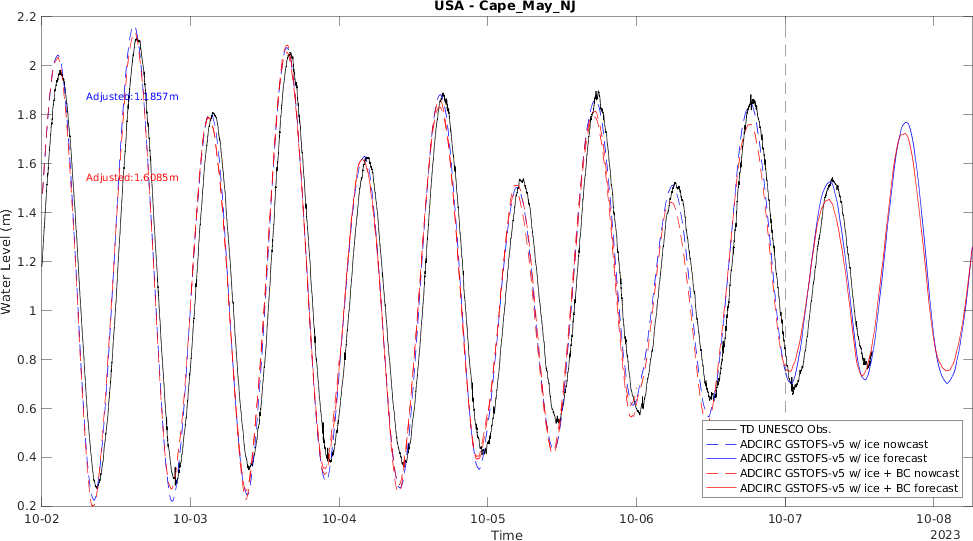 USA - Cape_May_NJ
2.2
2
1.8
1.6
1.4
1.2
1
0.8
0.6
0.4
0.2
Water Level (m)
Adjusted:1.1857m
Adjusted:1.6085m
TD UNESCO Obs.
ADCIRC GSTOFS-v5 w/ ice nowcast
ADCIRC GSTOFS-v5 w/ ice forecast
ADCIRC GSTOFS-v5 w/ ice + BC nowcast
ADCIRC GSTOFS-v5 w/ ice + BC forecast
10-02 10-03 10-04 10-05 10-06 10-07 10-08
Time
2023